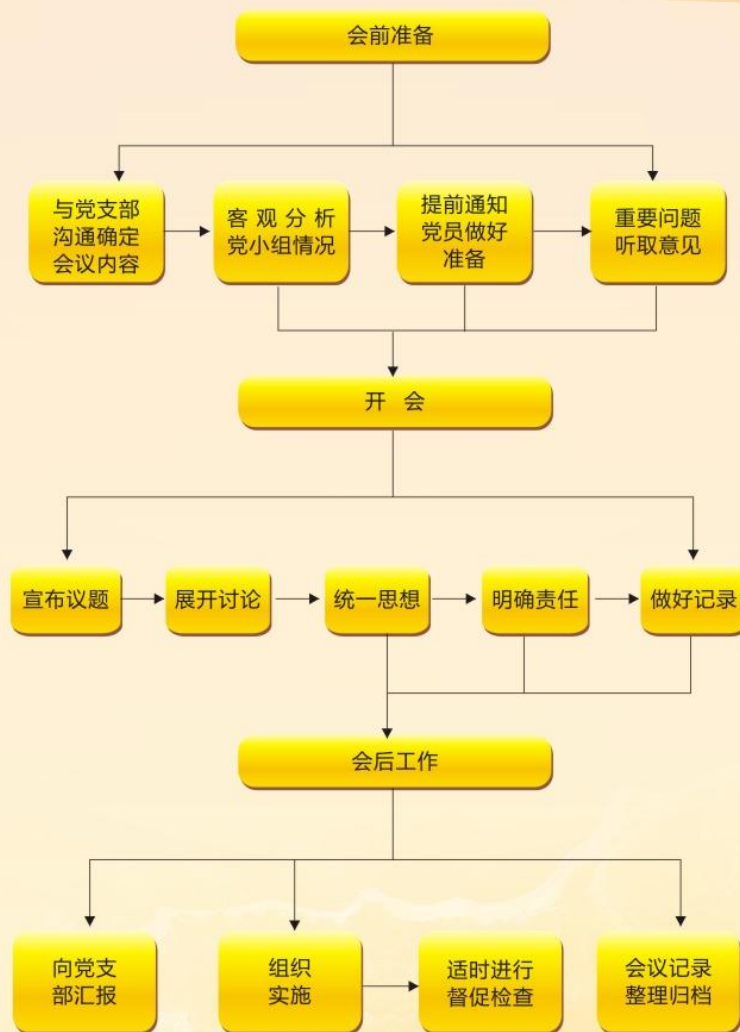 会前准备
与党支部
沟通确定
会议内容
客观分析
党小组情况
提前通知
党员做好
准备
重要问题
听取意见
开 会
宣布议题
展开讨论
统一思想
明确责任
做好记录
会后工作
向党支
部汇报
组织
实施
适时进行
督促检查
会议记录
整理归档